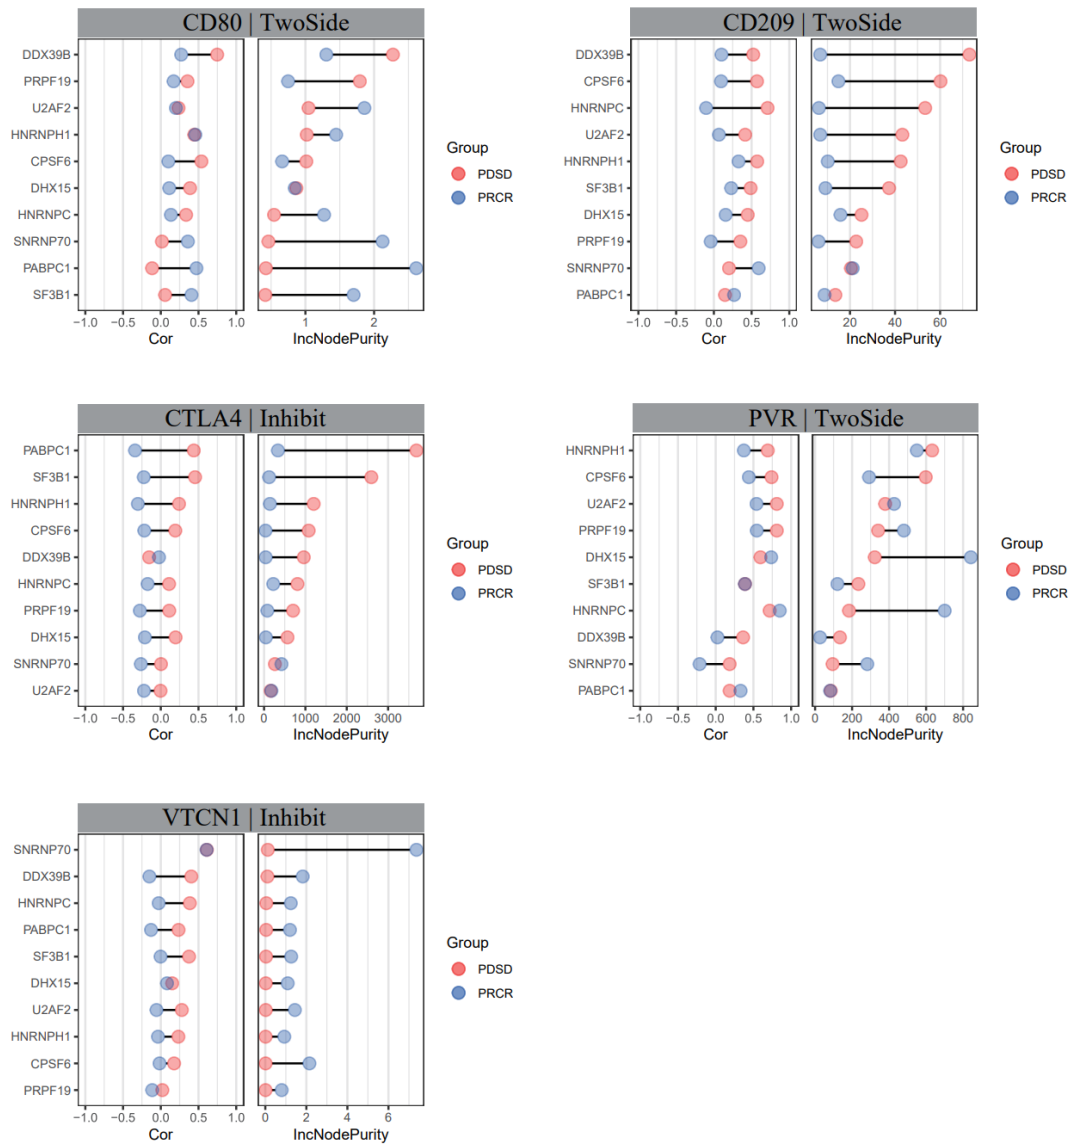 CD80 | TwoSide
DDX39B
PRPF19
U2AF2
HNRNPH1
CPSF6
DHX15
HNRNPC
SNRNP70
PABPC1
SF3B1
−1.0 −0.5 0.0 0.5 1.0
1 2
Cor
IncNodePurity
Group
PDSD
PRCR
CD209 | TwoSide
DDX39B
CPSF6
HNRNPC
U2AF2
HNRNPH1
SF3B1
DHX15
PRPF19
SNRNP70
PABPC1
−1.0 −0.5 0.0 0.5 1.0
20 40 60
Cor
IncNodePurity
Group
PDSD
PRCR
CTLA4 | Inhibit
PABPC1
SF3B1
HNRNPH1
CPSF6
DDX39B
HNRNPC
PRPF19
DHX15
SNRNP70
U2AF2
−1.0 −0.5 0.0 0.5 1.0
0 1000 2000 3000
Cor
IncNodePurity
Group
PDSD
PRCR
PVR | TwoSide
HNRNPH1
CPSF6
U2AF2
PRPF19
DHX15
SF3B1
HNRNPC
DDX39B
SNRNP70
PABPC1
−1.0 −0.5 0.0 0.5 1.0
0 200 400 600 800
Cor
IncNodePurity
Group
PDSD
PRCR
VTCN1 | Inhibit
SNRNP70
DDX39B
HNRNPC
PABPC1
SF3B1
DHX15
U2AF2
HNRNPH1
CPSF6
PRPF19
−1.0 −0.5 0.0 0.5 1.0
0 2 4 6
Cor
IncNodePurity
Group
PDSD
PRCR